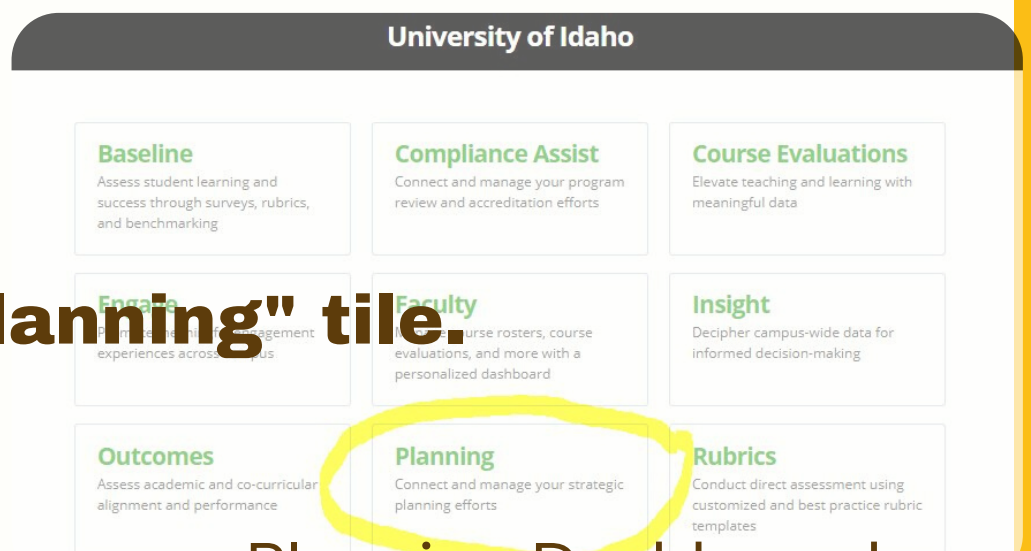 University of Idaho
Baseline
Assess student learning and
success through surveys, rubrics,
and benchmarking
Compliance Assist
Connect and manage your program
review and accreditation efforts
Course Evaluations
Elevate teaching and learning with
meaningful data
Engage
experiences across
Faculty
course rosters, course
evaluations, and more with a
personalized dashboard
Insight
Decipher campus-wide data for
informed decision-making
lanning" tile.
Outcomes
Assess academic and co-curricular
alignment and performance
Planning
Connect and manage your strategic
planning efforts
Rubrics
Conduct direct assessment using
customized and best practice rubric
templates